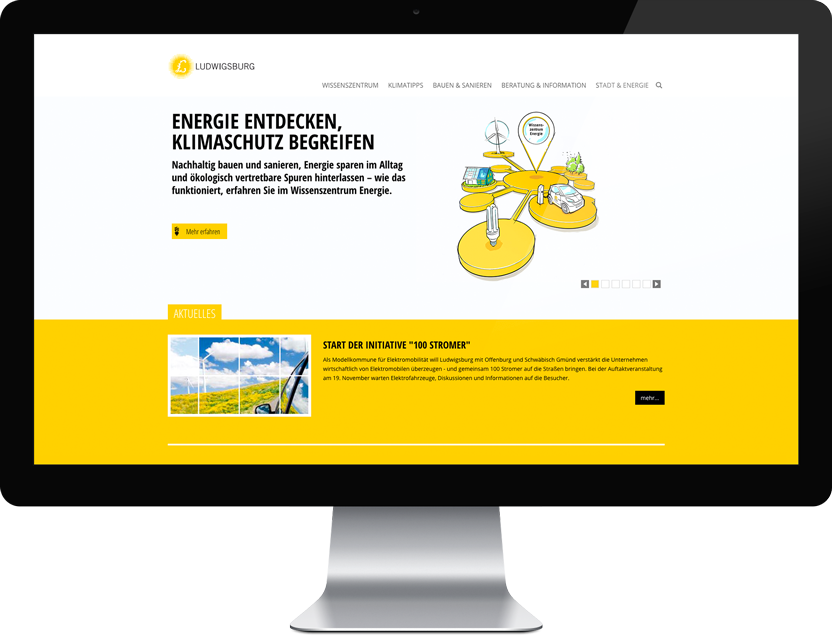 LUDWIGSBURG
WISSENSZENTRUM KLIMATIPPS BAUEN & SANIEREN BERATUNG & INFORMATION STADT & ENERGIE
ENERGIE ENTDECKEN,
KLIMASCHUTZ BEGREIFEN
Nachhaltig bauen und sanieren, Energie sparen im Alltag
und ökologisch vertretbare Spuren hinterlassen – wie das
funktioniert, erfahren Sie im Wissenszentrum Energie.
Wissens-
zentrum
Energie
Mehr erfahren
AKTUELLES
START DER INITIATIVE "100 STROMER"
Als Modellkommune für Elektromobilität will Ludwigsburg mit Offenburg und Schwäbisch Gmünd verstärkt die Unternehmen
wirtschaftlich von Elektromobilen überzeugen - und gemeinsam 100 Stromer auf die Straßen bringen. Bei der Auftaktveranstaltung
am 19. November warten Elektrofahrzeuge, Diskussionen und Informationen auf die Besucher.
mehr...